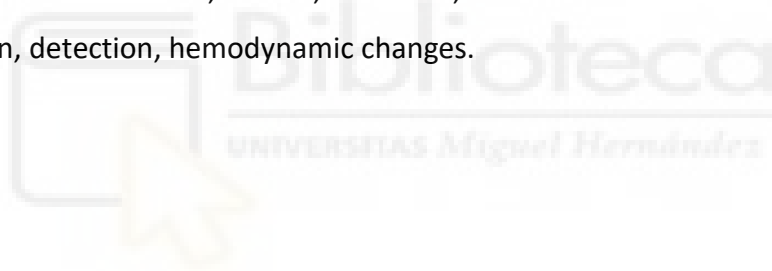 n, detection, hemodynamic changes.
Biblioteca
UNIVERSITAS Miguel Hernández